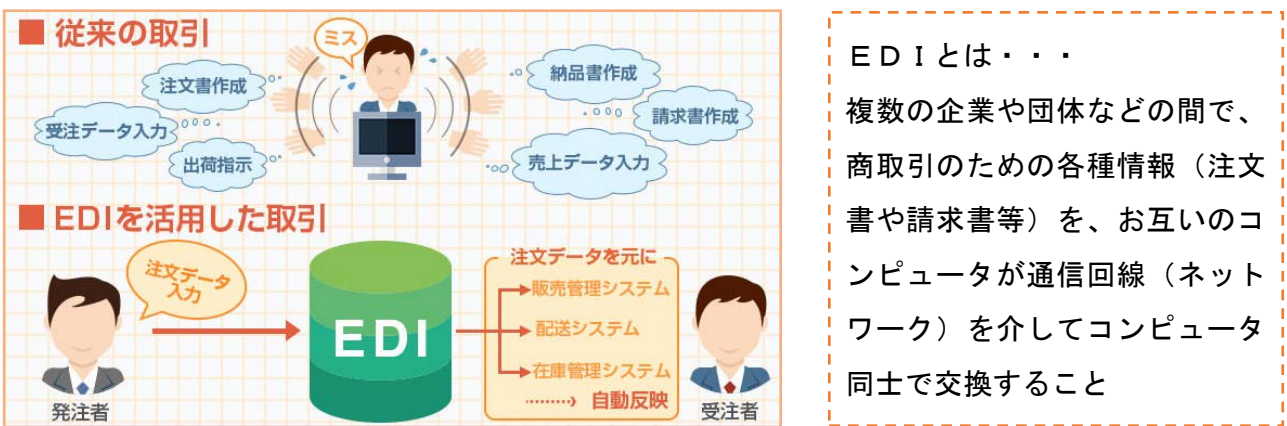 ■ 従来の取引
ミス
注文書作成
受注データ入力
出荷指示
納品書作成
請求書作成
売上データ入力
■ EDIを活用した取引
注文データ
入力
発注者
EDI
注文データを元に
販売管理システム
配送システム
在庫管理システム
自動反映
受注者
ＥＤＩとは・・・
複数の企業や団体などの間で、
商取引のための各種情報（注文
書や請求書等）を、お互いのコ
ンピュータが通信回線（ネット
ワーク）を介してコンピュータ
同士で交換すること